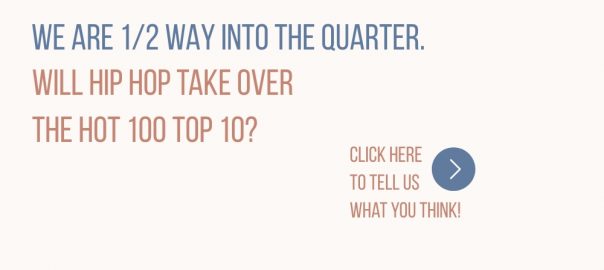 WE ARE 1/2 WAY INTO THE QUARTER.
WILL HIP HOP TAKE OVER
THE HOT 100 TOP 10?
CLICK HERE
TO TELL US
WHAT YOU THINK!